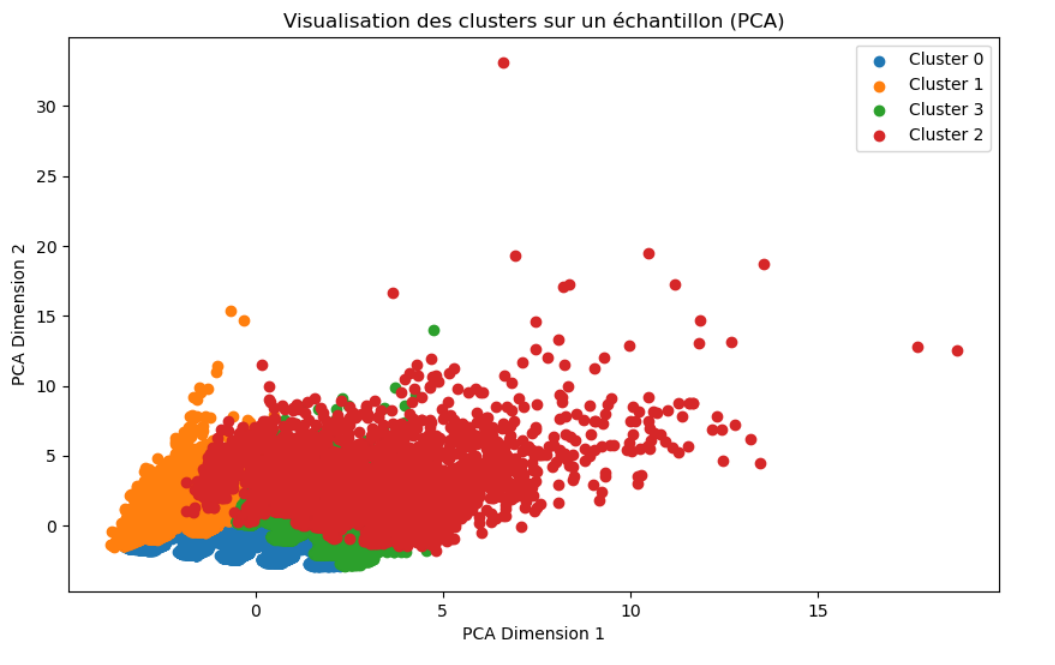 Visualisation des clusters sur un échantillon (PCA)
Cluster 0
Cluster 1
Cluster 3
Cluster 2
PCA Dimension 2
30
25
20
15
10
5
0
0 5 10 15
PCA Dimension 1